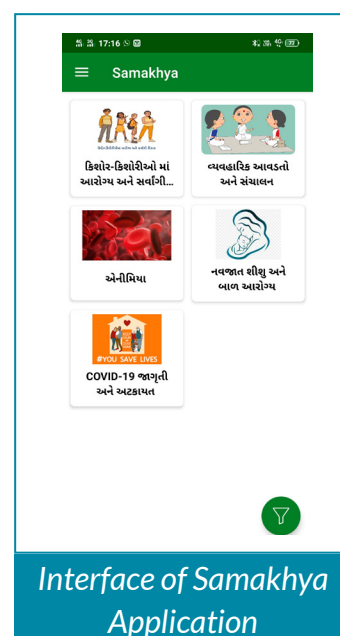 17:16
77
Samakhya
કિશોર-કિશોરીઓ માં
આરોગ્ય અને સર્વાંગી...
વ્યવહારિક આવડતો
અને સંચાલન
એનીમિયા
નવજાત શીશુ અને
બાળ આરોગ્ય
#YOU SAVE LIVES
COVID-19 જાગૃતી
અને અટકાયત
Interface of Samakhya
Application